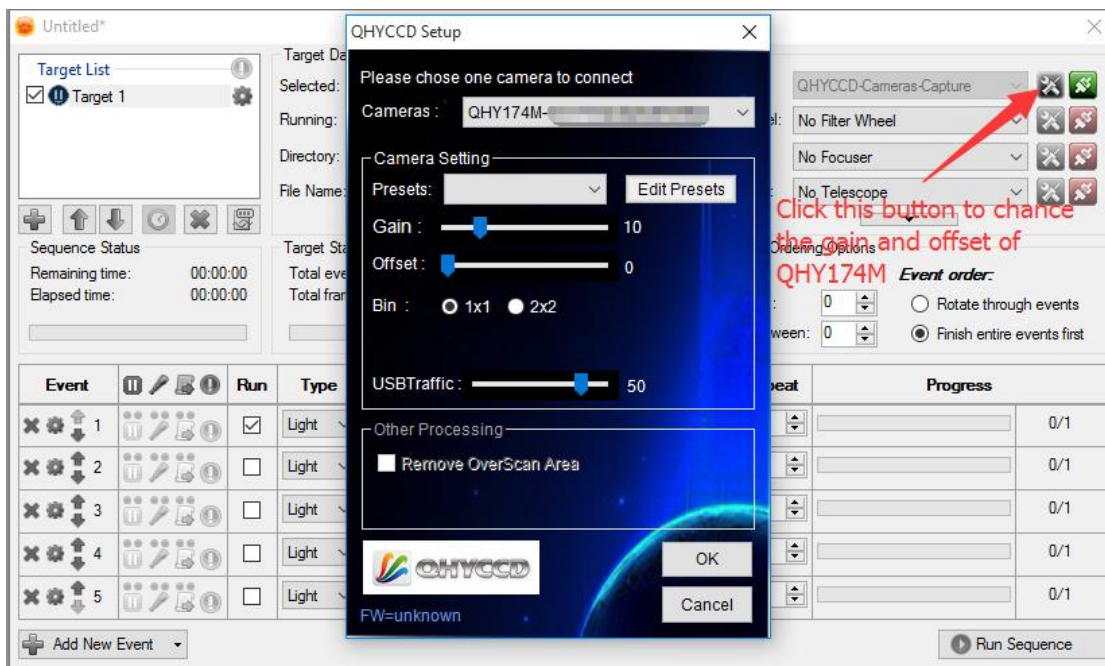 Untitled*
Target List
Target 1
Sequence Status
Remaining time: 00:00:00
Elapsed time: 00:00:00
Target Da
Selected:
Running:
Directory:
File Name:
Target Sta
Total eve
Total fran
QHYCCD Setup
Please chose one camera to connect
Cameras : QHY174M-
Camera Setting
Presets: Edit Presets
Gain : 10
Offset : 0
Bin : 1x1 2x2
USBTraffic : 50
Other Processing
Remove OverScan Area
QHYCCD
FW=unknown
OK
Cancel
QHYCCD-Cameras-Capture
el: No Filter Wheel
No Focuser
: No Telescope
Click this button to chance
the gain and offset of
QHY174M
Ordering Options
Event order:
: 0 Rotate through events
ween: 0 Finish entire events first
Event Run Type peat Progress
1 Light 0/1
2 Light 0/1
3 Light 0/1
4 Light 0/1
5 Light 0/1
Add New Event Run Sequence